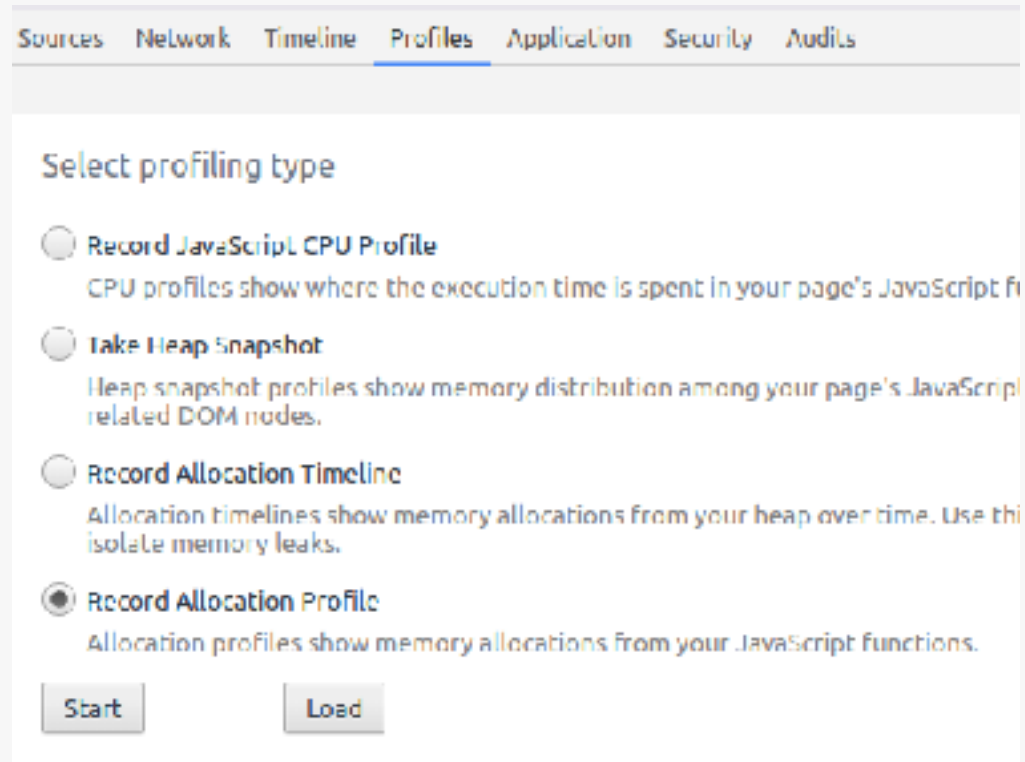 Sources Network Timeline Profiles Application Security Audits
Select profiling type
Record JavaScript CPU Profile
CPU profiles show where the execution time is spent in your page's JavaScript
Take Heap Snapshot
Heap snapshot profiles show memory distribution among your page's
related DOM nodes.
Record Allocation Timeline
Allocation timelines show memory allocations from your heap over time. Use
isolate memory leaks.
Record Allocation Profile
Allocation profiles show memory allocations from your JavaScript functions.
Start Load